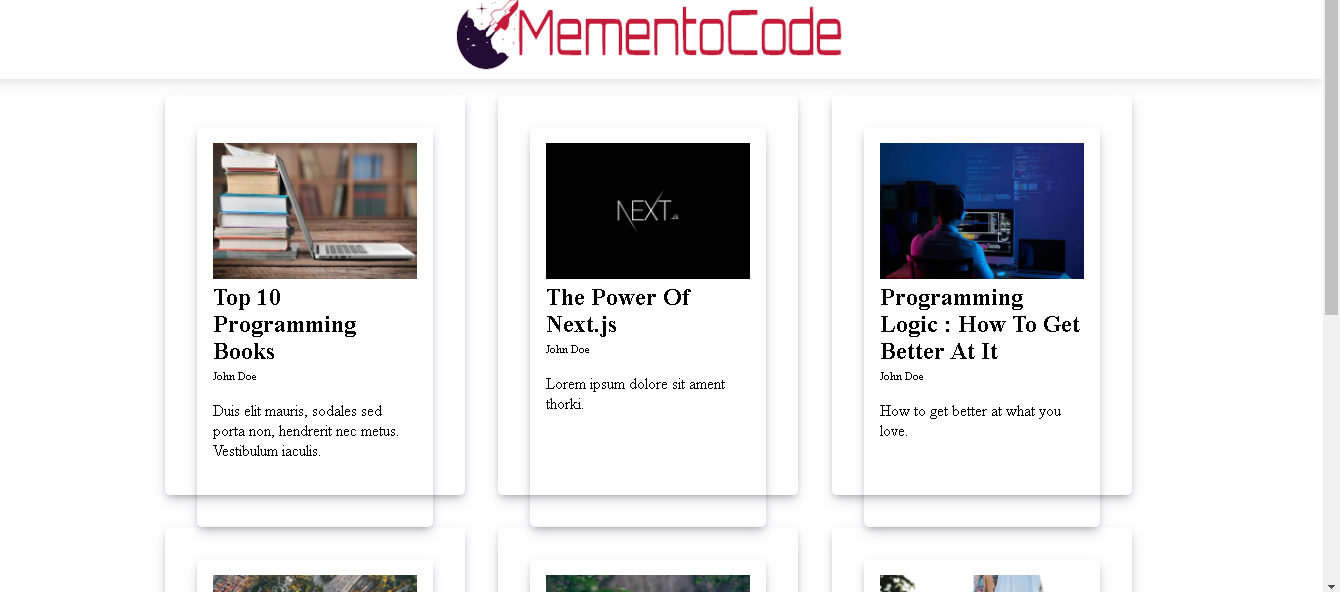 MementoCode
NEXT.js
Top 10
Programming
Books
John Doe
Duis elit mauris, sodales sed
porta non, hendrerit nec metus.
Vestibulum iaculis.
The Power Of
Next.js
John Doe
Lorem ipsum dolore sit ament
thorki.
Programming
Logic : How To Get
Better At It
John Doe
How to get better at what you
love.